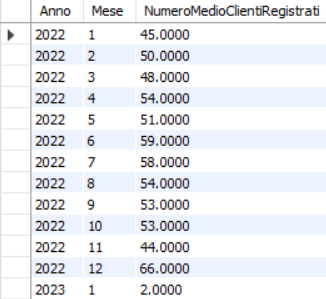 Anno Mese NumeroMedioClientiRegistrati
2022 1 45.0000
2022 2 50.0000
2022 3 48.0000
2022 4 54.0000
2022 5 51.0000
2022 6 59.0000
2022 7 58.0000
2022 8 54.0000
2022 9 53.0000
2022 10 53.0000
2022 11 44.0000
2022 12 66.0000
2023 1 2.0000